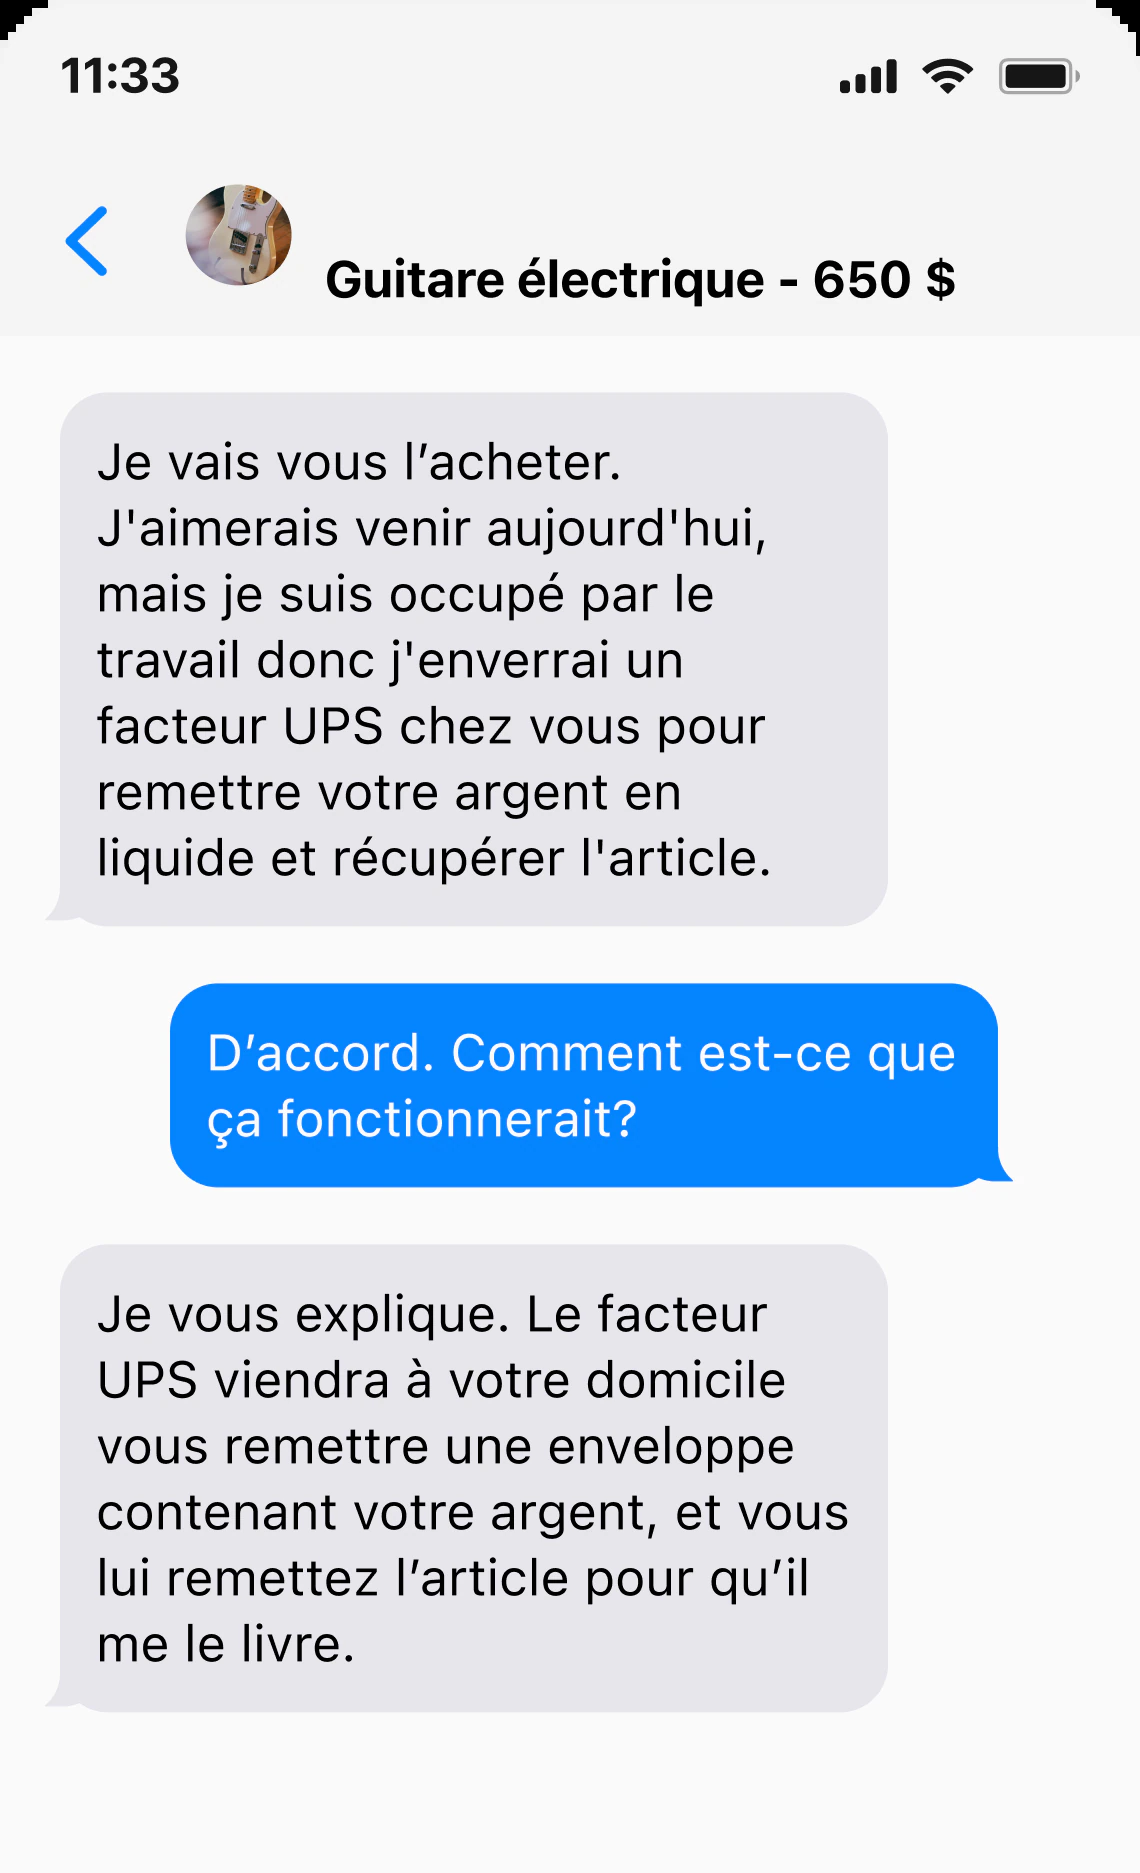 11:33
Guitare électrique - 650 $
Je vais vous l’acheter.
J'aimerais venir aujourd'hui,
mais je suis occupé par le
travail donc j'enverrai un
facteur UPS chez vous pour
remettre votre argent en
liquide et récupérer l'article.
D’accord. Comment est-ce que
ça fonctionnerait?
Je vous explique. Le facteur
UPS viendra à votre domicile
vous remettre une enveloppe
contenant votre argent, et vous
lui remettez l’article pour qu’il
me le livre.